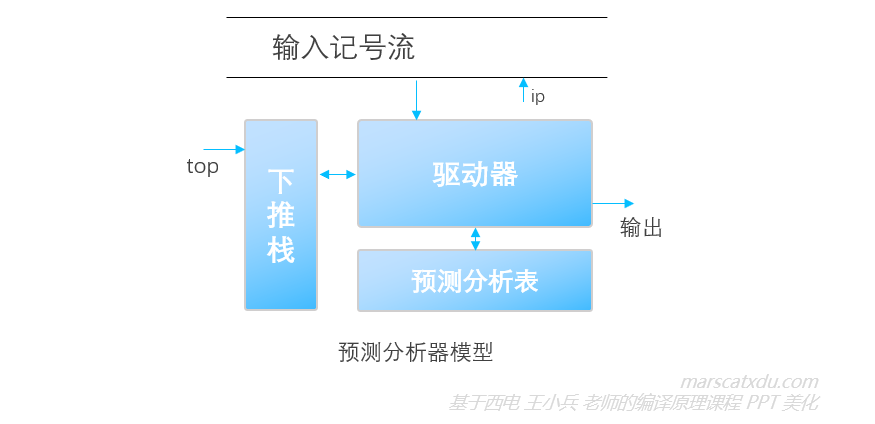 输入记号流
ip
top
下
推
栈
驱动器
输出
预测分析表
预测分析器模型
marscatxdu.com
基于西电 王小兵 老师的编译原理课程 PPT 美化